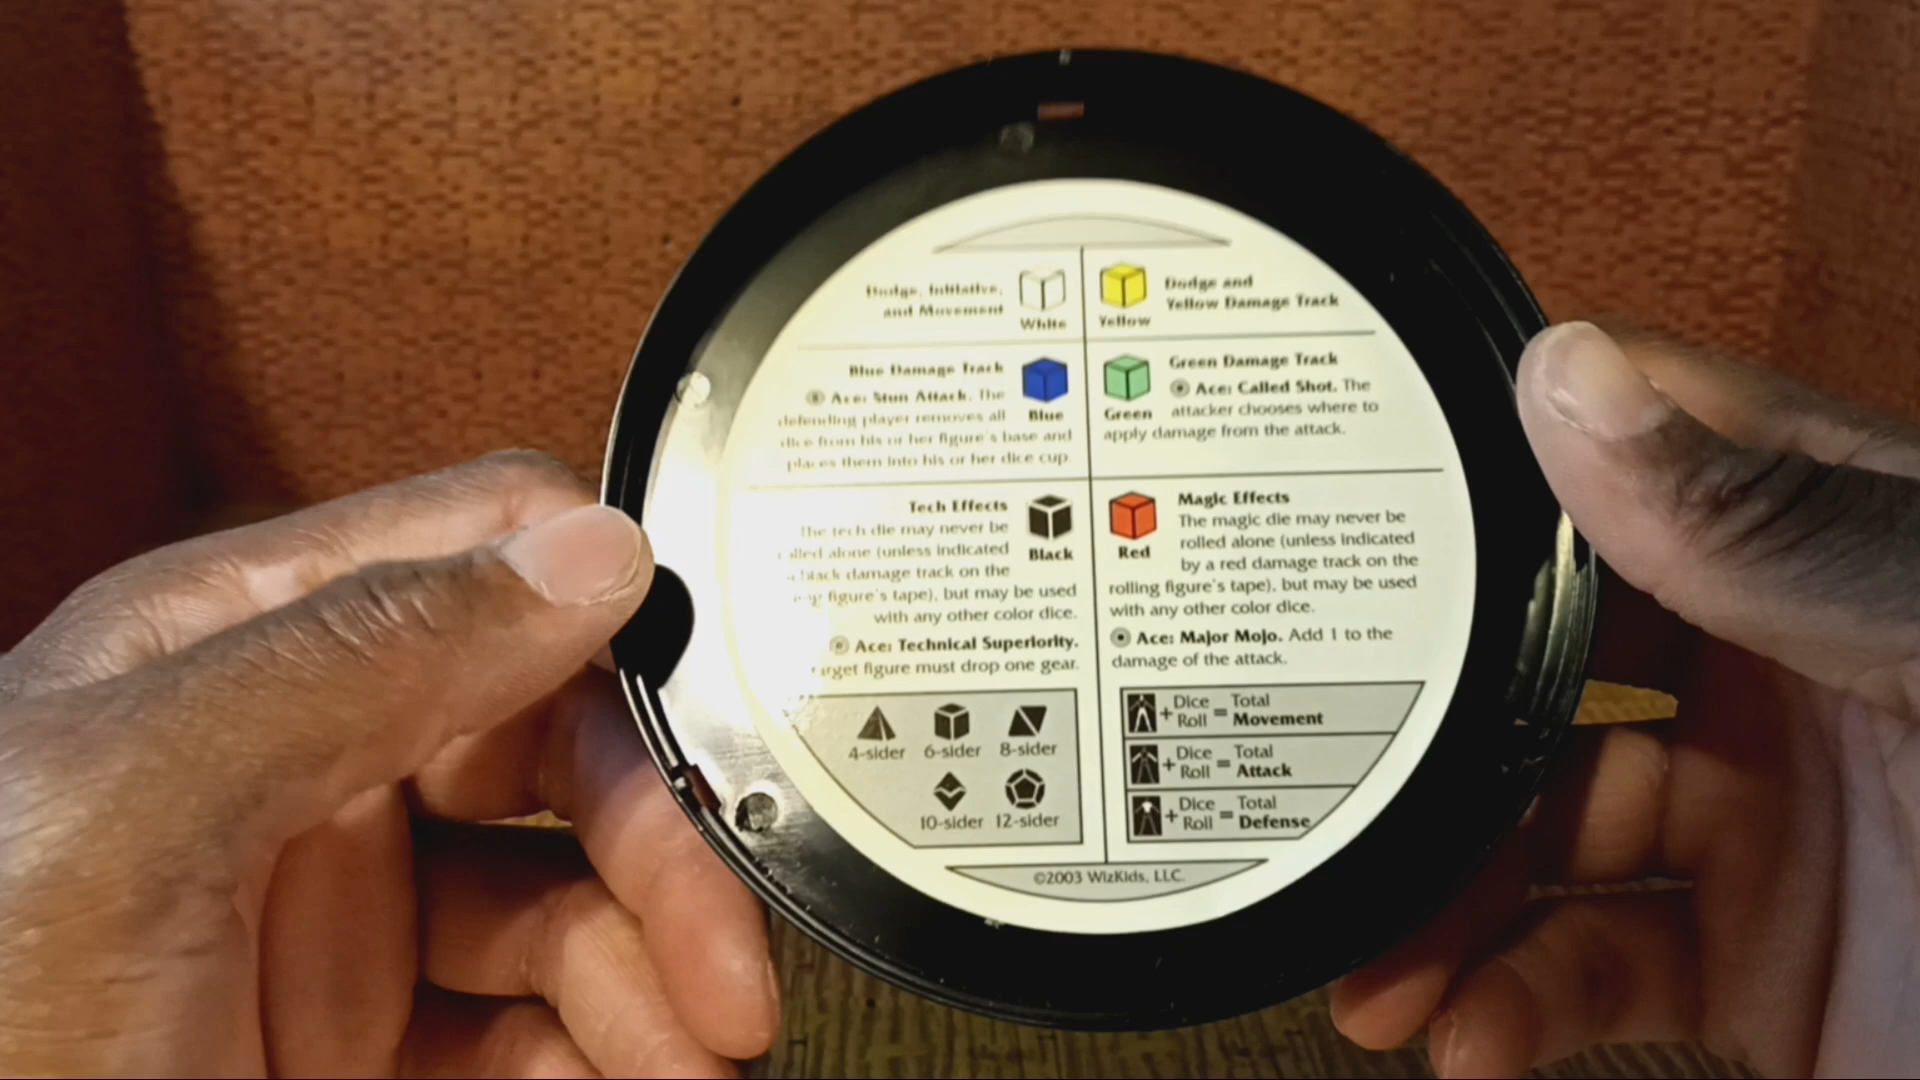 Dodge, Initiative,
and Movement
White
Yellow
Dodge and
Yellow Damage Track
Blue Damage Track
Ace: Stun Attack. The
defending player removes all
dice from his or her figure's base and
places them into his or her dice cup.
Blue
Green Damage Track
Ace: Called Shot. The
Green attacker chooses where to
apply damage from the attack.
Tech Effects
The tech die may never be
alone (unless indicated
black damage track on the
figure's tape), but may be used
with any other color dice.
Black
Ace: Technical Superiority.
figure must drop one gear.
Magic Effects
The magic die may never be
rolled alone (unless indicated
Red
by a red damage track on the
rolling figure's tape), but may be used
with any other color dice.
Ace: Major Mojo. Add 1 to the
damage of the attack.
4-sider 6-sider 8-sider
10-sider 12-sider
+ Dice Roll = Total Movement
+ Dice Roll = Total Attack
+ Dice Roll = Total Defense
©2003 WizKids, LLC.